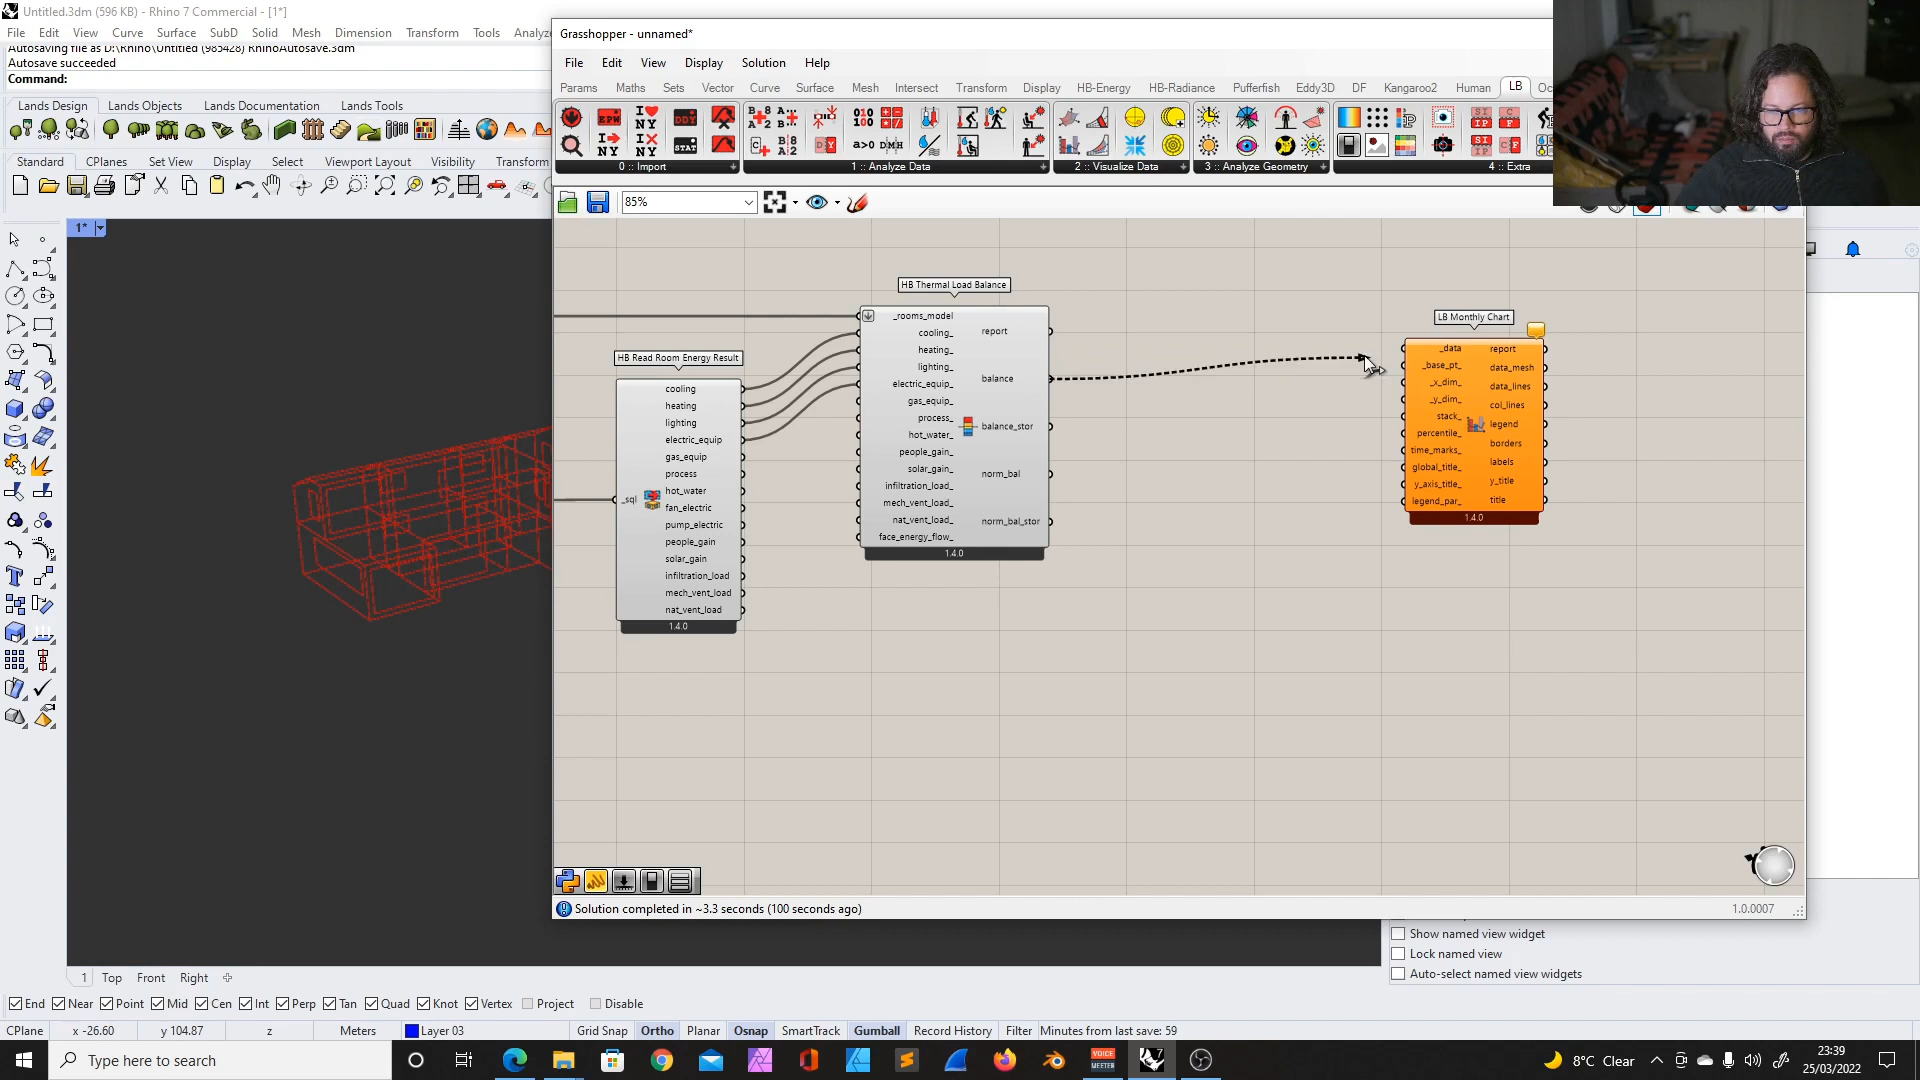 Untitled.3dm (596 KB) - Rhino 7 Commercial - [1*]
File Edit View Curve Surface SubD Solid Mesh Dimension Transform Tools Analyze
Autosaving file as D:\Rhino\Untitled (985428) RhinoAutosave.3dm
Autosave succeeded
Command:
Lands Design Lands Objects Lands Documentation Lands Tools
Standard CPlanes Set View Display Select Viewport Layout Visibility Transform
1*
Grasshopper - unnamed*
File Edit View Display Solution Help
Params Maths Sets Vector Curve Surface Mesh Intersect Transform Display HB-Energy HB-Radiance Pufferfish Eddy3D DF Kangaroo2 Human LB Oc
0 :: Import 1 :: Analyze Data 2 :: Visualize Data 3 :: Analyze Geometry 4 :: Extra
85%
HB Read Room Energy Result
_sql
cooling
heating
lighting
electric_equip
gas_equip
process
hot_water
fan_electric
pump_electric
people_gain
solar_gain
infiltration_load
mech_vent_load
nat_vent_load
1.4.0
HB Thermal Load Balance
_rooms_model
cooling_
heating_
lighting_
electric_equip_
gas_equip_
process_
hot_water_
people_gain_
solar_gain_
infiltration_load_
mech_vent_load_
nat_vent_load_
face_energy_flow_
report
balance
balance_stor
norm_bal
norm_bal_stor
1.4.0
LB Monthly Chart
_data
_base_pt_
_x_dim_
_y_dim_
stack_
percentile_
time_marks_
global_title_
y_axis_title_
legend_par_
report
data_mesh
data_lines
col_lines
legend
borders
labels
y_title
title
1.4.0
Solution completed in ~3.3 seconds (100 seconds ago)
1.0.0007
Show named view widget
Lock named view
Auto-select named view widgets
1 Top Front Right
End Near Point Mid Cen Int Perp Tan Quad Knot Vertex Project Disable
CPlane x -26.60 y 104.87 z Meters Layer 03 Grid Snap Ortho Planar Osnap SmartTrack Gumball Record History Filter Minutes from last save: 59
Type here to search
8°C Clear
23:39
25/03/2022